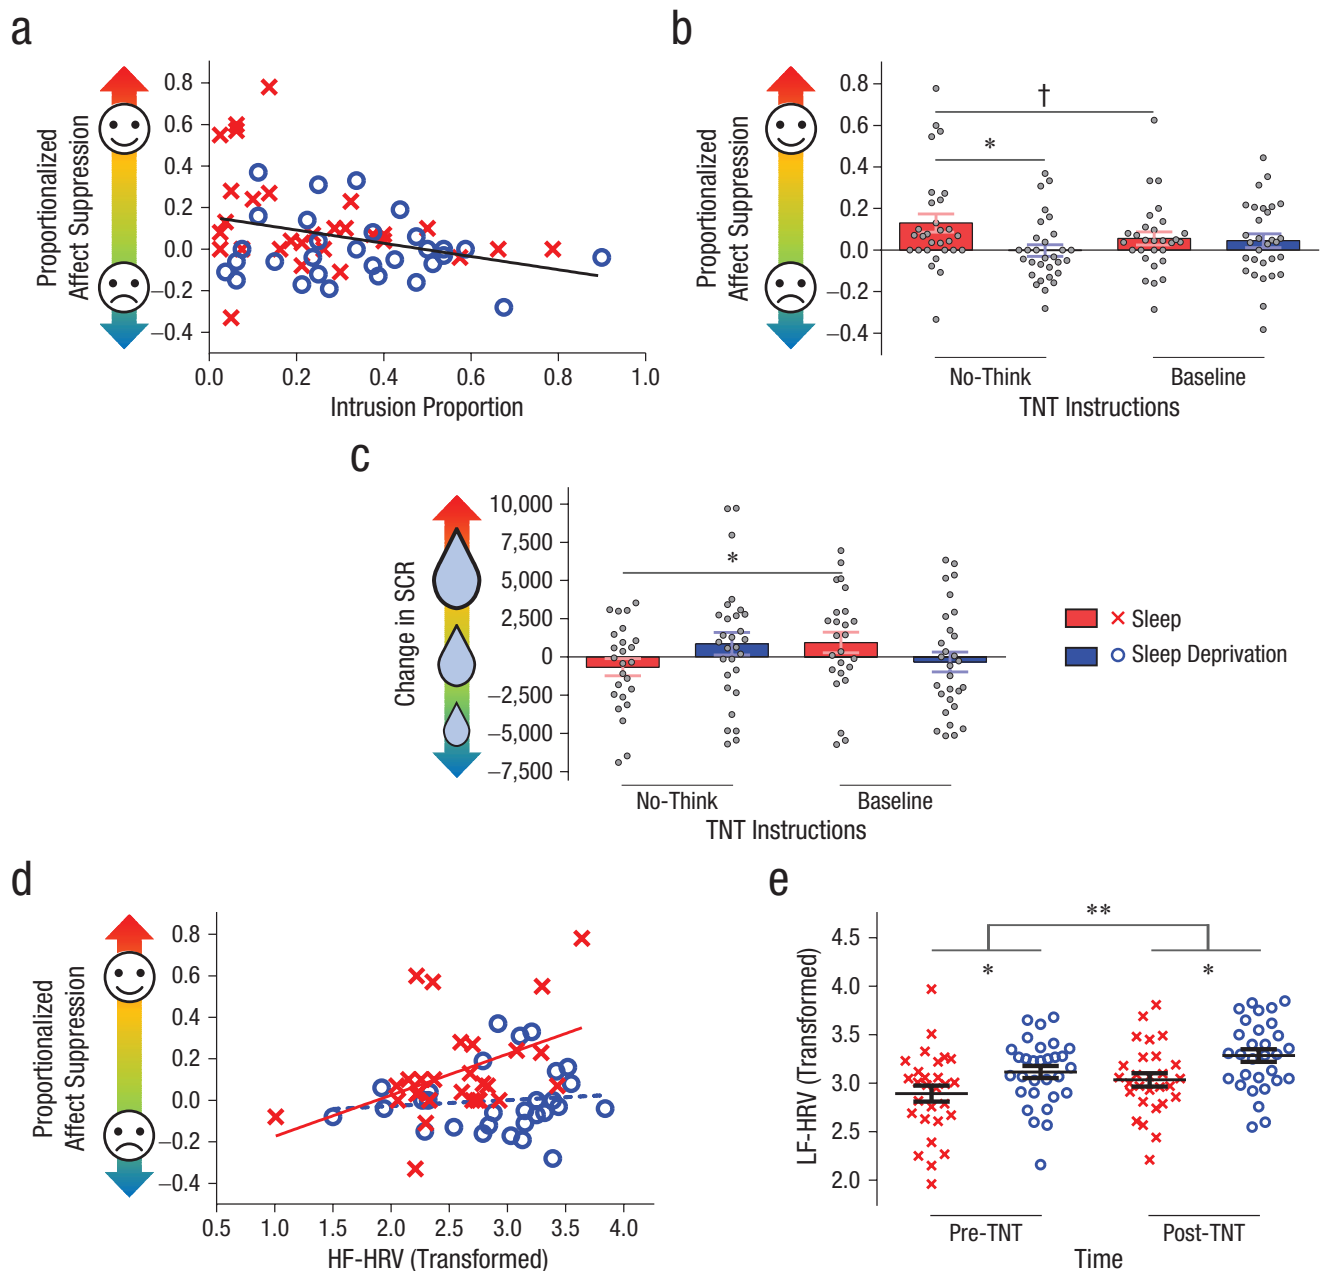 a
Proportionalized
Affect Suppression
0.8
0.6
0.4
0.2
0.0
−0.2
−0.4
0.0 0.2 0.4 0.6 0.8 1.0
Intrusion Proportion
b
Proportionalized
Affect Suppression
0.8
0.6
0.4
0.2
0.0
−0.2
−0.4
†
*
No-Think Baseline
TNT Instructions
c
Change in SCR
10,000
7,500
5,000
2,500
0
−2,500
−5,000
−7,500
*
No-Think Baseline
TNT Instructions
Sleep
Sleep Deprivation
d
Proportionalized
Affect Suppression
0.8
0.6
0.4
0.2
0.0
−0.2
−0.4
0.5 1.0 1.5 2.0 2.5 3.0 3.5 4.0
HF-HRV (Transformed)
e
LF-HRV (Transformed)
4.5
4.0
3.5
3.0
2.5
2.0
**
* *
Pre-TNT Post-TNT
Time